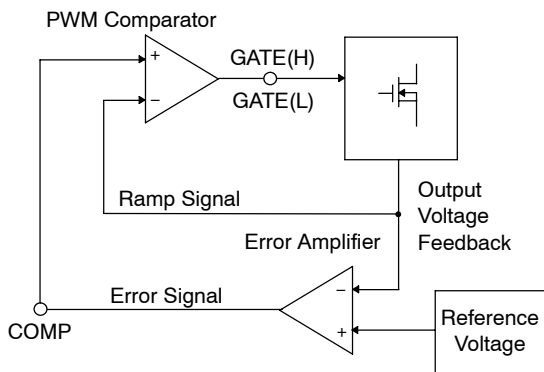 PWM Comparator
+
−
GATE(H)
GATE(L)
Ramp Signal
Output
Voltage
Feedback
Error Amplifier
−
+
Error Signal
COMP
Reference
Voltage